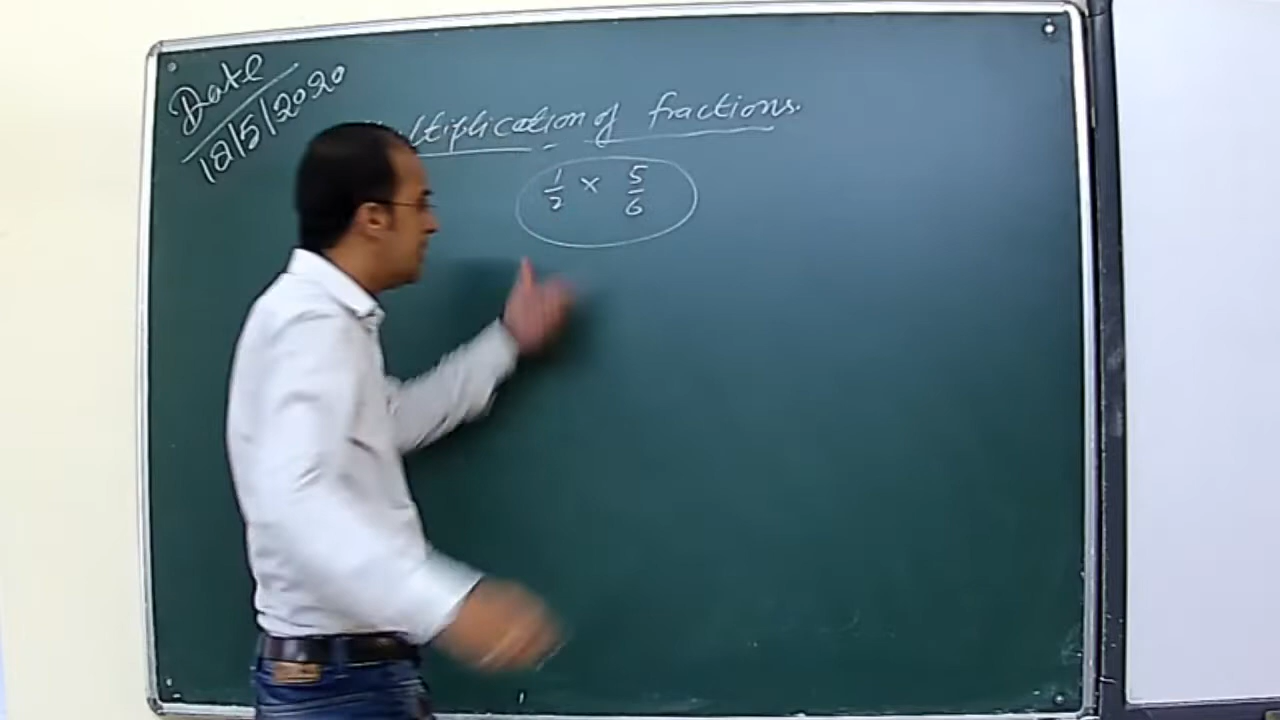 Date
18/5/2020
ltiplication of fractions.
1/2 × 5/6